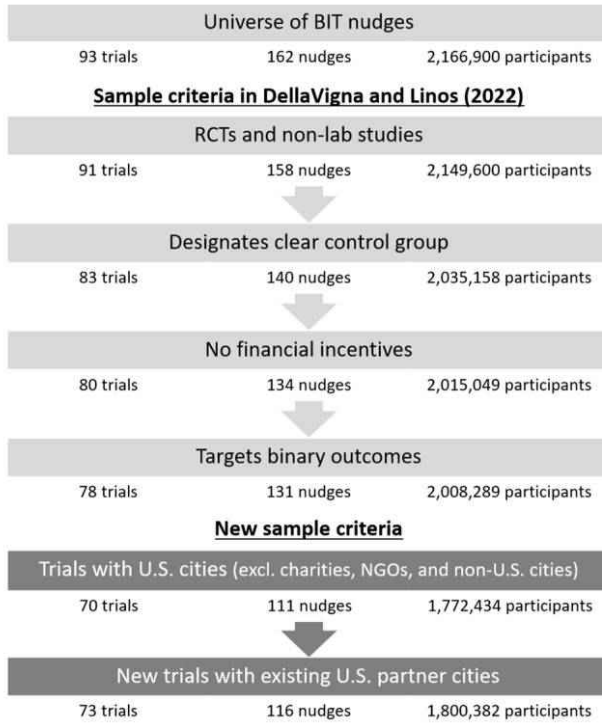 Universe of BIT nudges
93 trials 162 nudges 2,166,900 participants
Sample criteria in DellaVigna and Linos (2022)
RCTs and non-lab studies
91 trials 158 nudges 2,149,600 participants
Designates clear control group
83 trials 140 nudges 2,035,158 participants
No financial incentives
80 trials 134 nudges 2,015,049 participants
Targets binary outcomes
78 trials 131 nudges 2,008,289 participants
New sample criteria
Trials with U.S. cities (excl. charities, NGOs, and non-U.S. cities)
70 trials 111 nudges 1,772,434 participants
New trials with existing U.S. partner cities
73 trials 116 nudges 1,800,382 participants